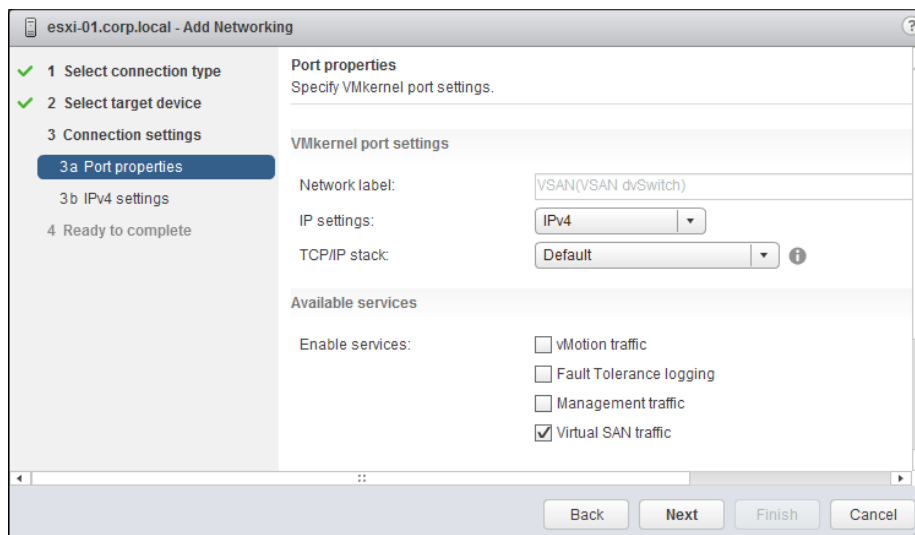 esxi-01.corp.local - Add Networking
?
1 Select connection type
2 Select target device
3 Connection settings
3a Port properties
3b IPv4 settings
4 Ready to complete
Port properties
Specify VMkernel port settings.
VMkernel port settings
Network label: VSAN(VSAN dvSwitch)
IP settings: IPv4
TCP/IP stack: Default
Available services
Enable services: vMotion traffic
Fault Tolerance logging
Management traffic
Virtual SAN traffic
Back Next Finish Cancel